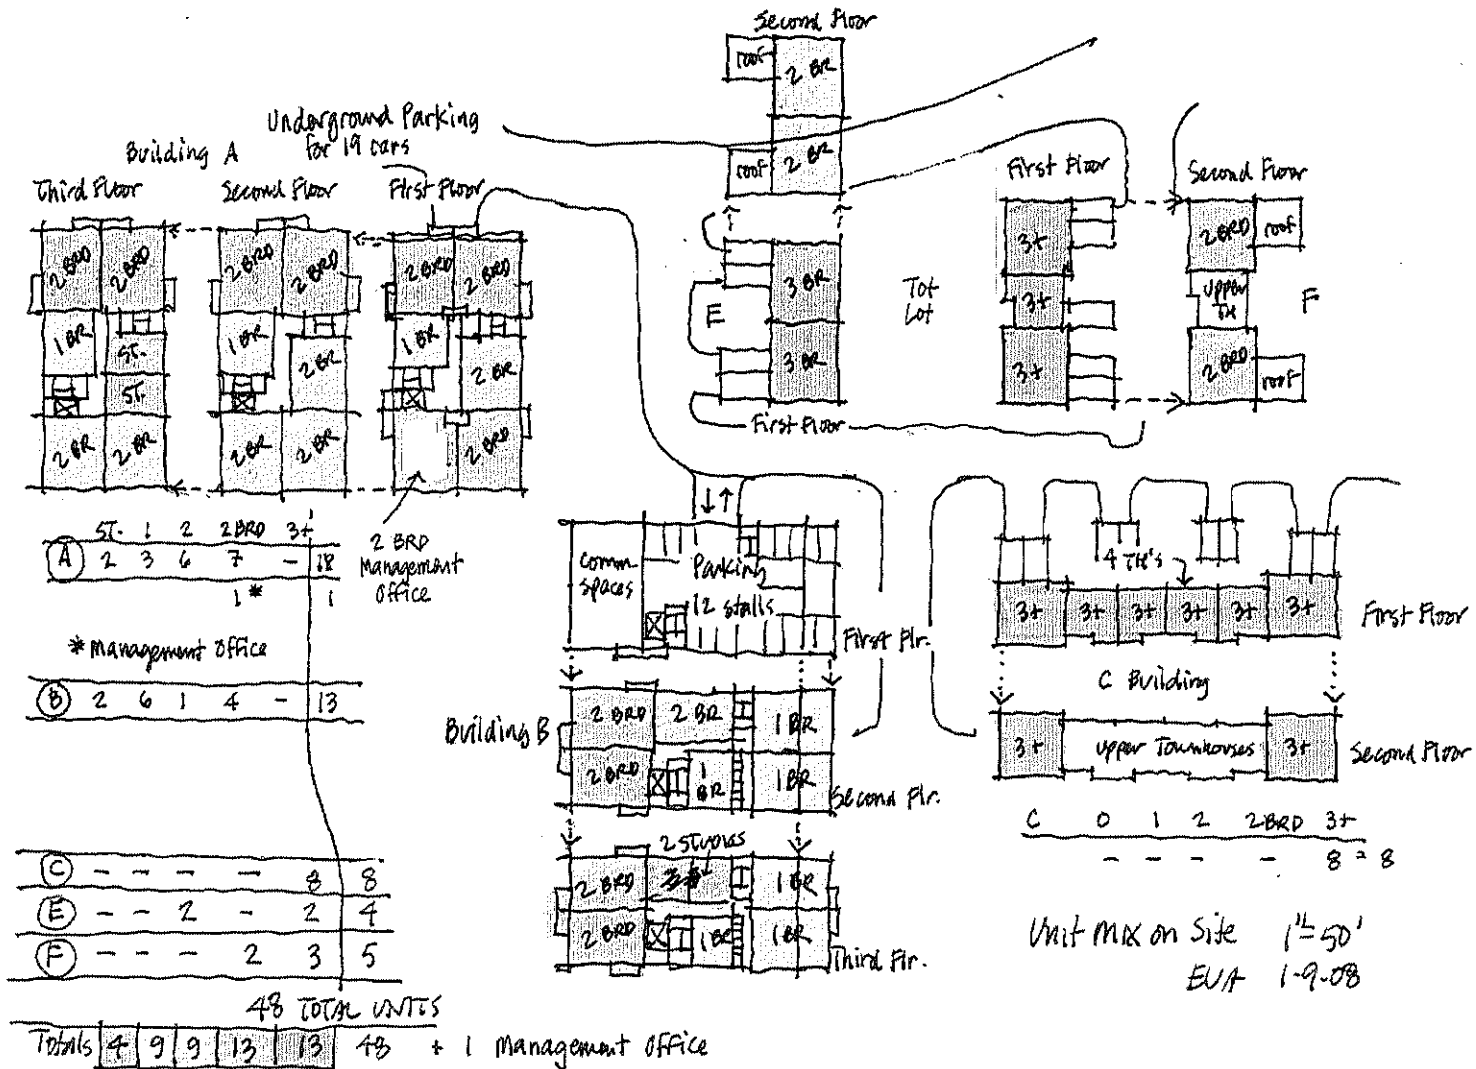 Second Floor
roof 2 BR
roof 2 BR
Underground Parking
for 19 cars
Building A
Third Floor Second Floor First Floor
2 BRD 2 BRD 2 BRD 2 BRD 2 BRD 2 BRD
1 BR ST. 1 BR 2 BR 1 BR 2 BR
ST.
2 BR 2 BR 2 BR 2 BR 2 BRD
2 BRD
Management
Office
3 BR
E
3 BR
First Floor
Tot
Lot
First Floor Second Floor
3+ 2 BRD roof
3+ Upper
TH
F
3+ 2 BRD roof
ST. 1 2 2 BRD 3+
A 2 3 6 7 - 18
1 * 1
* Management Office
B 2 6 1 4 - 13
Comm
spaces
Parking
12 stalls
First Flr.
Building B
2 BRD 2 BR 1 BR
2 BRD 1 BR 1 BR
Second Flr.
2 Studios
2 BRD 1 BR
2 BRD 1 BR 1 BR
Third Flr.
4 TH's
3+ 3+ 3+ 3+ 3+ 3+
First Floor
C Building
3+ Upper Townhouses 3+
Second Floor
C 0 1 2 2 BRD 3+
- - - - 8 = 8
C - - - - 8 8
E - - 2 - 2 4
F - - - 2 3 5
48 TOTAL UNITS
Totals 4 9 9 13 13 48 + 1 Management Office
Unit Mix on Site 1"=50'
EUA 1-9-08